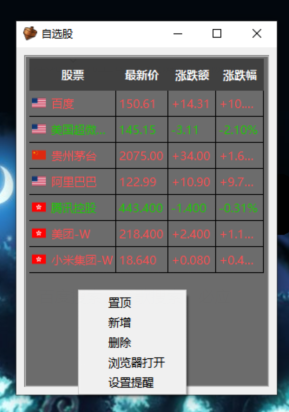 自选股
股票 最新价 涨跌额 涨跌幅
百度 150.61 +14.31 +10....
美国超微... 145.15 -3.11 -2.10%
贵州茅台 2075.00 +34.00 +1.6...
阿里巴巴 122.99 +10.90 +9.7...
腾讯控股 443.400 -1.400 -0.31%
美团-W 218.400 +2.400 +1.1...
小米集团-W 18.640 +0.080 +0.4...
置顶
新增
删除
浏览器打开
设置提醒